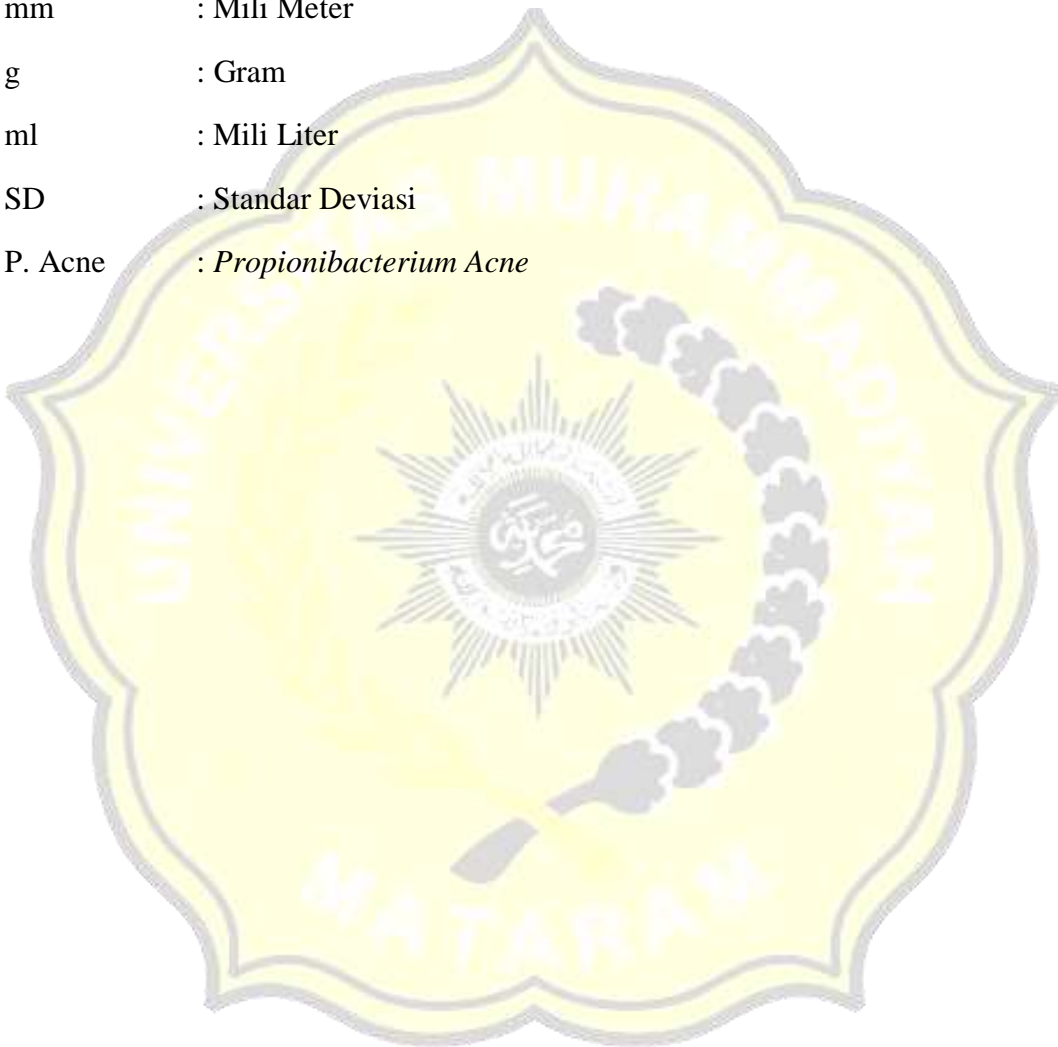 mm : Mili Meter
g : Gram
ml : Mili Liter
SD : Standar Deviasi
P. Acne : Propionibacterium Acne
UNIVERSITAS MUHAMMADIYAH
MATARAM